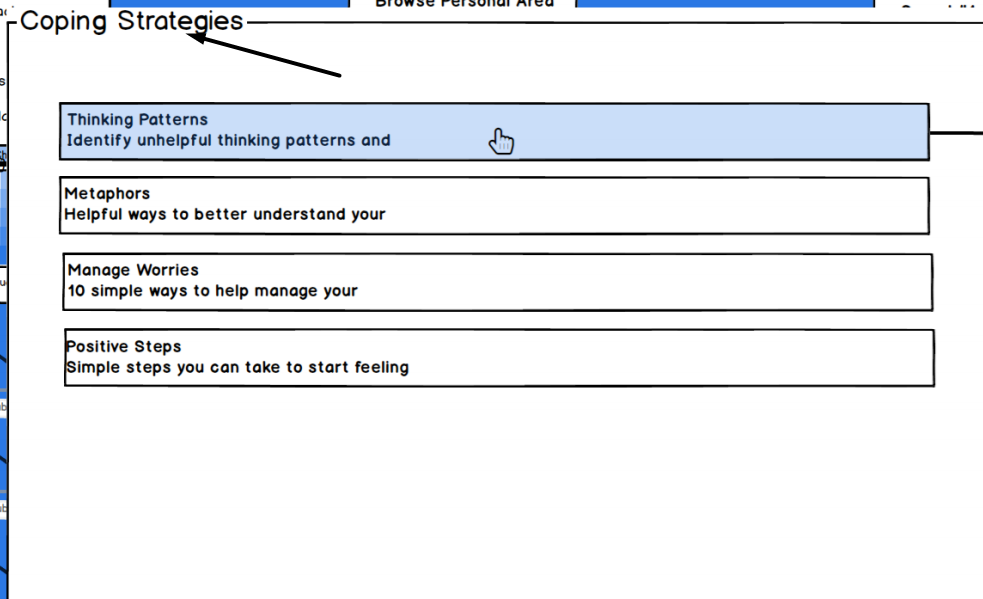 Browse Personal Area
Coping Strategies
Thinking Patterns
Identify unhelpful thinking patterns and
Metaphors
Helpful ways to better understand your
Manage Worries
10 simple ways to help manage your
Positive Steps
Simple steps you can take to start feeling